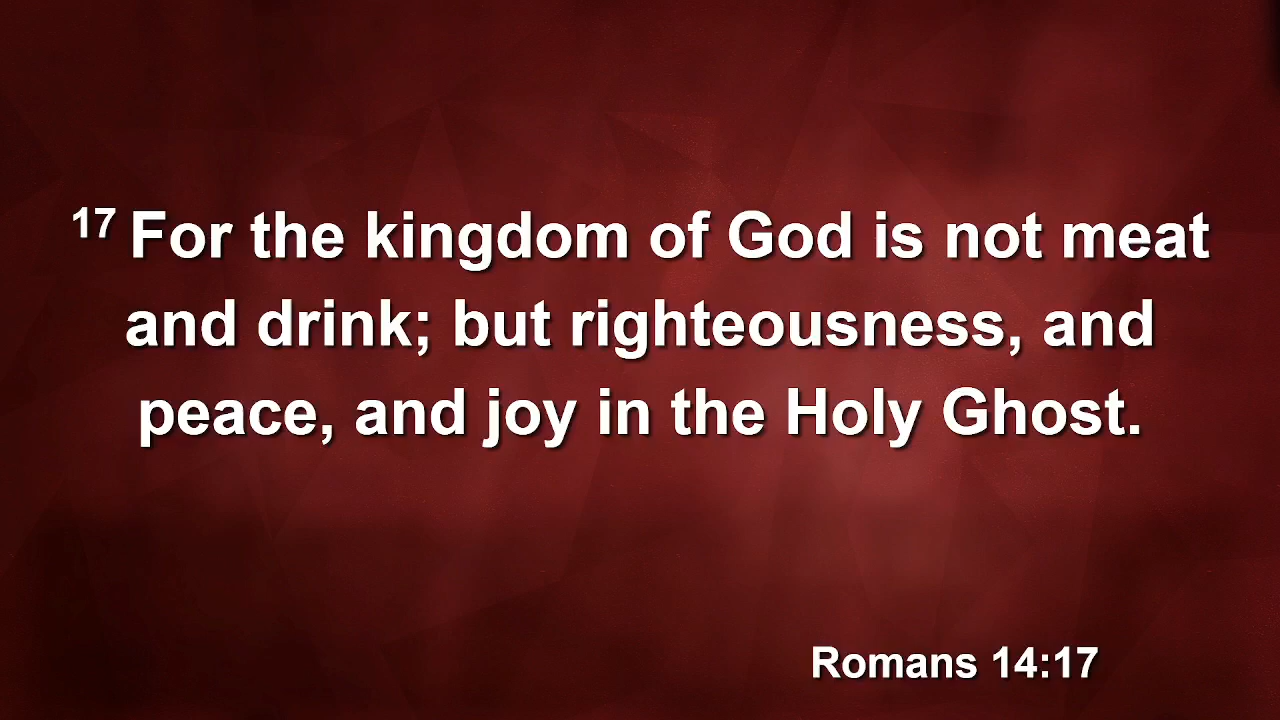 17 For the kingdom of God is not meat
and drink; but righteousness, and
peace, and joy in the Holy Ghost.
Romans 14:17